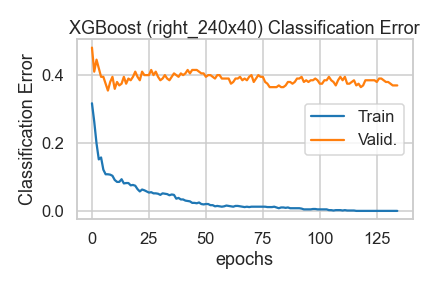 XGBoost (right_240x40) Classification Error
Classification Error
0.4
0.2
0.0
Train
Valid.
0
25
50
75
100
125
epochs